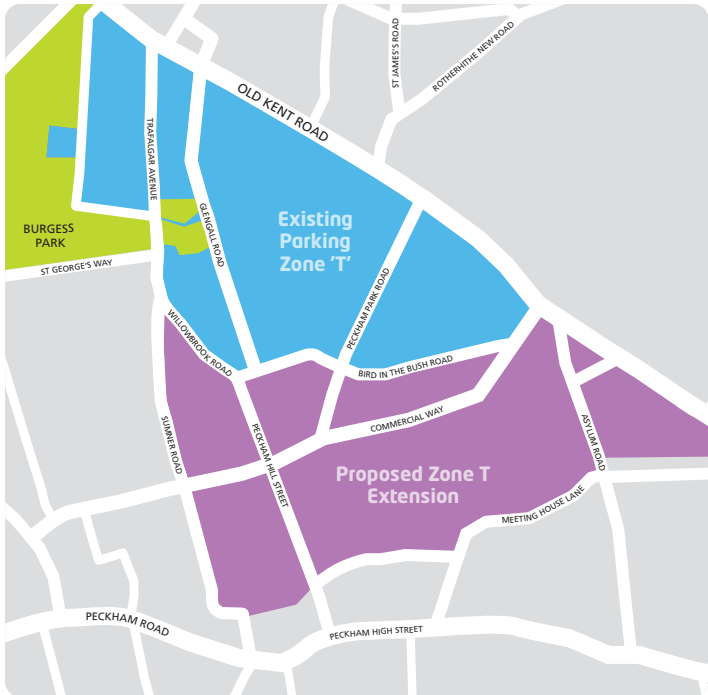 ST JAMES'S ROAD
ROTHERHITHE NEW ROAD
OLD KENT ROAD
TRAFALGAR AVENUE
GLENGALL ROAD
Existing
Parking
Zone 'T'
BURGESS
PARK
ST GEORGE'S WAY
PECKHAM PARK ROAD
WILLOWBROOK ROAD
BIRD IN THE BUSH ROAD
COMMERCIAL WAY
SUMNER ROAD
PECKHAM HILL STREET
ASYLUM ROAD
Proposed Zone T
Extension
MEETING HOUSE LANE
PECKHAM ROAD
PECKHAM HIGH STREET